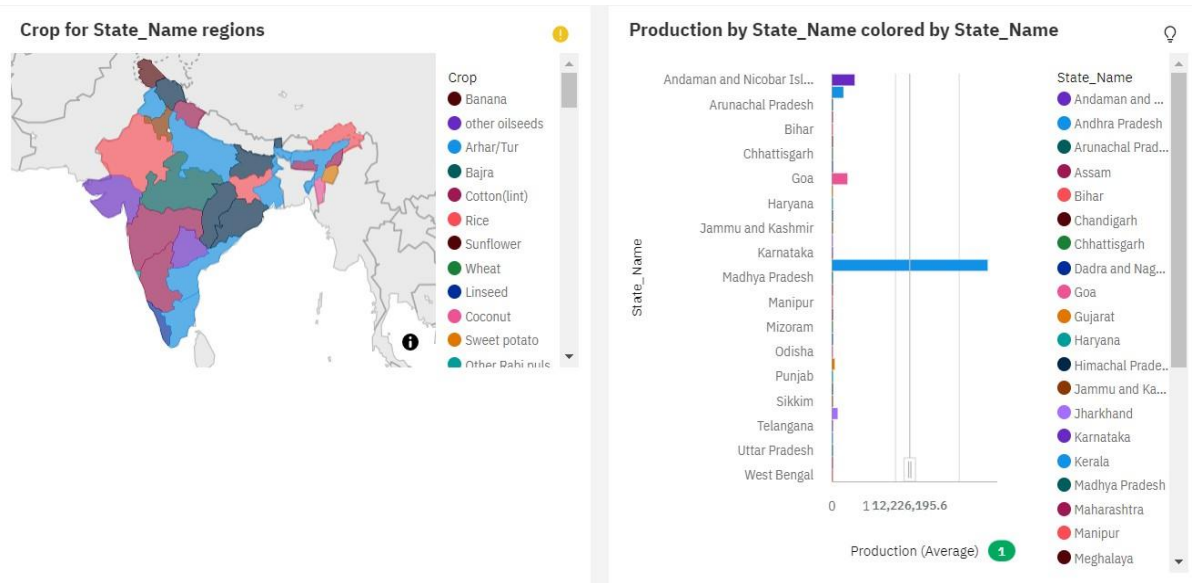 Crop for State_Name regions
Crop
Banana
other oilseeds
Arhar/Tur
Bajra
Cotton(lint)
Rice
Sunflower
Wheat
Linseed
Coconut
Sweet potato
Other Rabi puls
Production by State_Name colored by State_Name
State_Name
Andaman and Nicobar Isl...
Arunachal Pradesh
Bihar
Chhattisgarh
Goa
Haryana
Jammu and Kashmir
Karnataka
Madhya Pradesh
Manipur
Mizoram
Odisha
Punjab
Sikkim
Telangana
Uttar Pradesh
West Bengal
0 12,226,195.6
Production (Average) 1
State_Name
Andaman and ...
Andhra Pradesh
Arunachal Prad...
Assam
Bihar
Chandigarh
Chhattisgarh
Dadra and Nag...
Goa
Gujarat
Haryana
Himachal Prade..
Jammu and Ka...
Jharkhand
Karnataka
Kerala
Madhya Pradesh
Maharashtra
Manipur
Meghalaya